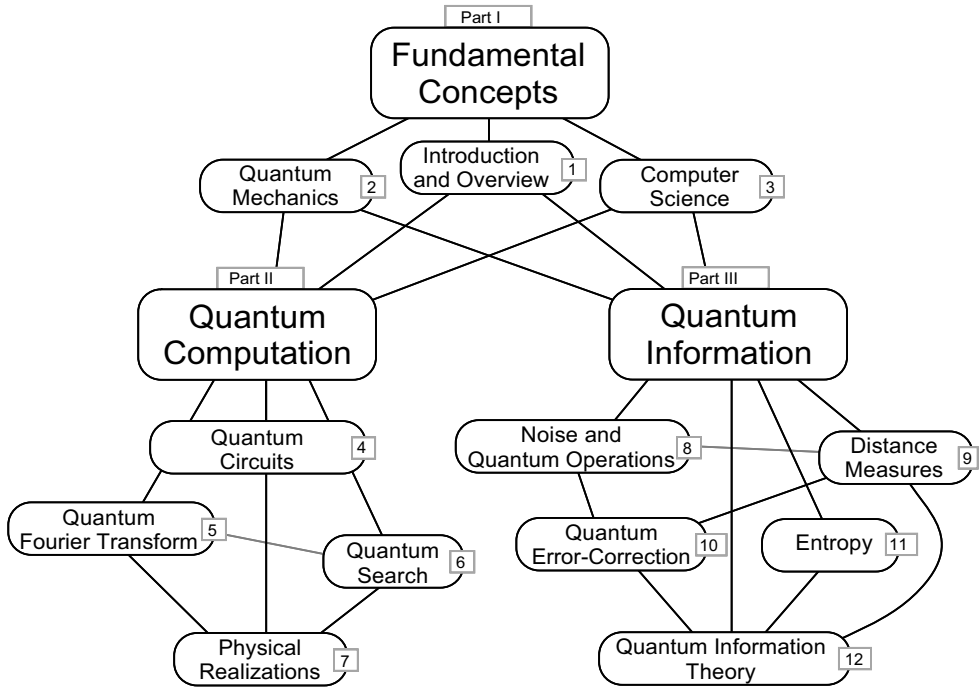 Part I
Fundamental
Concepts
Quantum
Mechanics
2
Introduction
and Overview
1
Computer
Science
3
Part II
Quantum
Computation
Part III
Quantum
Information
Quantum
Circuits
4
Quantum
Fourier Transform
5
Quantum
Search
6
Physical
Realizations
7
Noise and
Quantum Operations
8
Distance
Measures
9
Quantum
Error-Correction
10
Entropy
11
Quantum Information
Theory
12